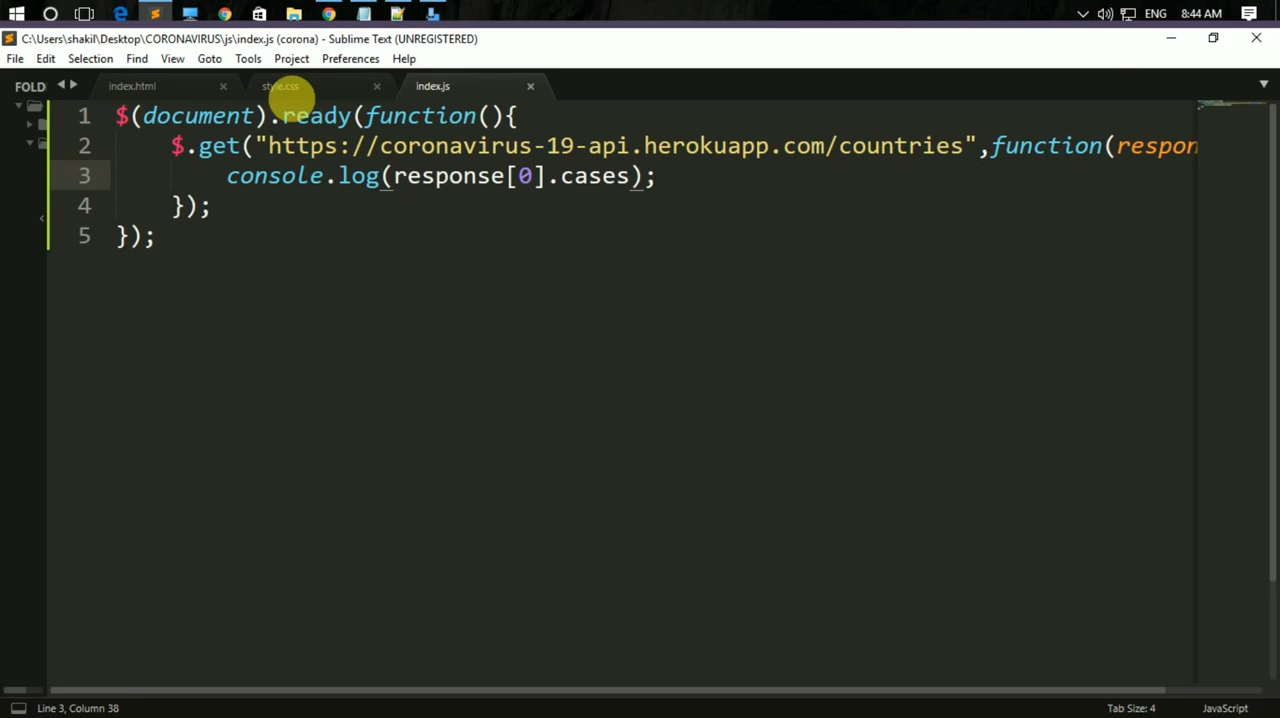 ENG 8:44 AM
C:\Users\shakil\Desktop\CORONAVIRUS\js\index.js (corona) - Sublime Text (UNREGISTERED)
File Edit Selection View Goto Tools Project Preferences Help
FOLD index.html style.css index.js
1 $(document).ready(function(){
2 $.get("https://coronavirus-19-api.herokuapp.com/countries",function(respon
3 console.log(response[0].cases);
4 });
5 });
Line 3, Column 38 Tab Size: 4 JavaScript